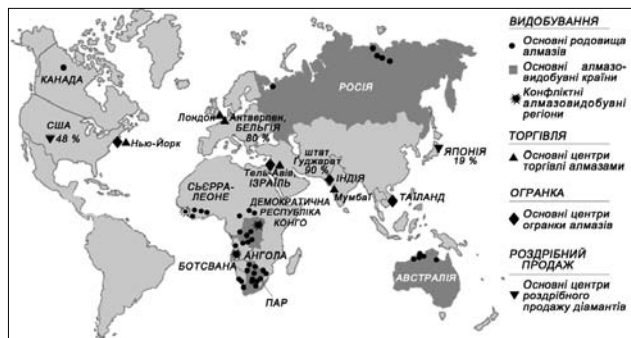 КАНАДА
США
48 %
Нью-Йорк
Лондон
Антверпен,
БЕЛЬГІЯ
80 %
РОСІЯ
ЯПОНІЯ
19 %
Тель-Авів
ІЗРАЇЛЬ
штат
Гуджарат
90 %
ІНДІЯ
Мумбаї
ТАЇЛАНД
СЬЄРРА-
ЛЕОНЕ
ДЕМОКРАТИЧНА
РЕСПУБЛІКА
КОНГО
АНГОЛА
БОТСВАНА
ПАР
АВСТРАЛІЯ
ВИДОБУВАННЯ
Основні родовища
алмазів
Основні алмазо-
видобувні країни
Конфліктні
алмазовидобувні
регіони
ТОРГІВЛЯ
Основні центри
торгівлі алмазами
ОГРАНКА
Основні центри
огранки алмазів
РОЗДРІБНИЙ
ПРОДАЖ
Основні центри
роздрібного
продажу діамантів